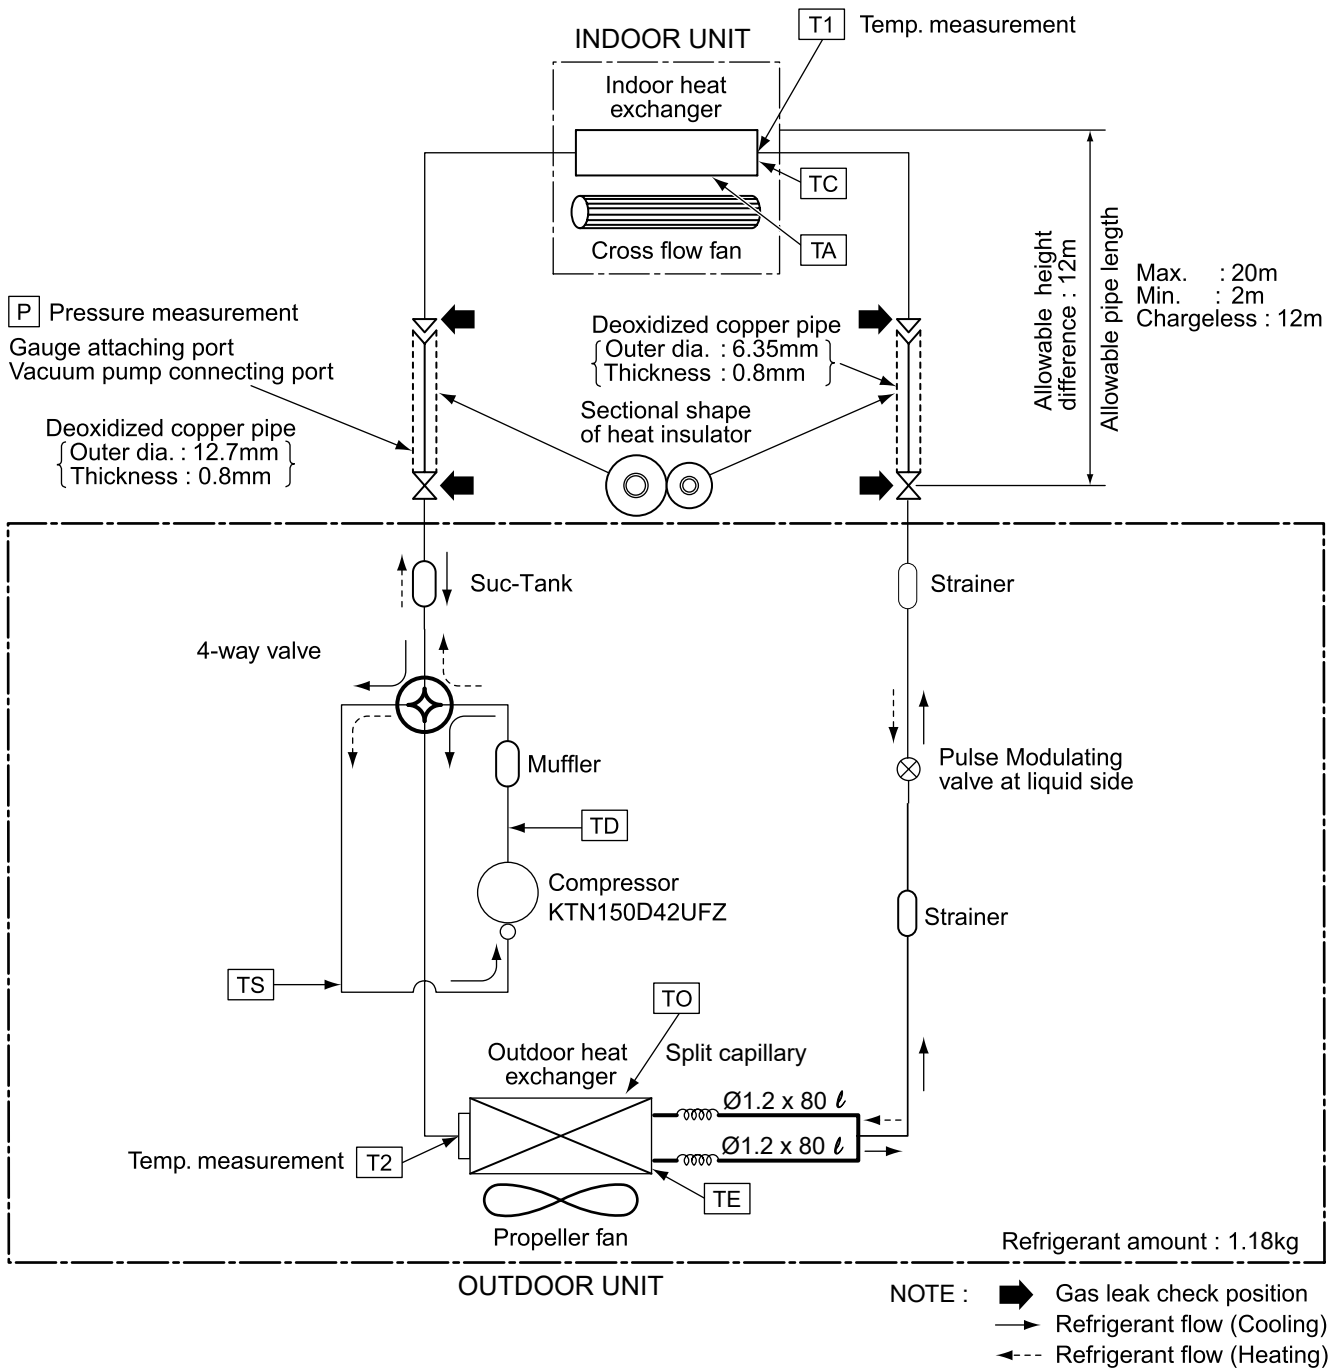 T1 Temp. measurement
INDOOR UNIT
Indoor heat
exchanger
TC
Cross flow fan
TA
Allowable height
difference : 12m
Allowable pipe length
Max. : 20m
Min. : 2m
Chargeless : 12m
P Pressure measurement
Gauge attaching port
Vacuum pump connecting port
Deoxidized copper pipe
Outer dia. : 12.7mm
Thickness : 0.8mm
Deoxidized copper pipe
Outer dia. : 6.35mm
Thickness : 0.8mm
Sectional shape
of heat insulator
Suc-Tank
Strainer
4-way valve
Muffler
Pulse Modulating
valve at liquid side
TD
Compressor
KTN150D42UFZ
Strainer
TS
TO
Outdoor heat
exchanger
Split capillary
Ø1.2 x 80 ℓ
Ø1.2 x 80 ℓ
Temp. measurement T2
TE
Propeller fan
Refrigerant amount : 1.18kg
OUTDOOR UNIT
NOTE :
Gas leak check position
Refrigerant flow (Cooling)
Refrigerant flow (Heating)